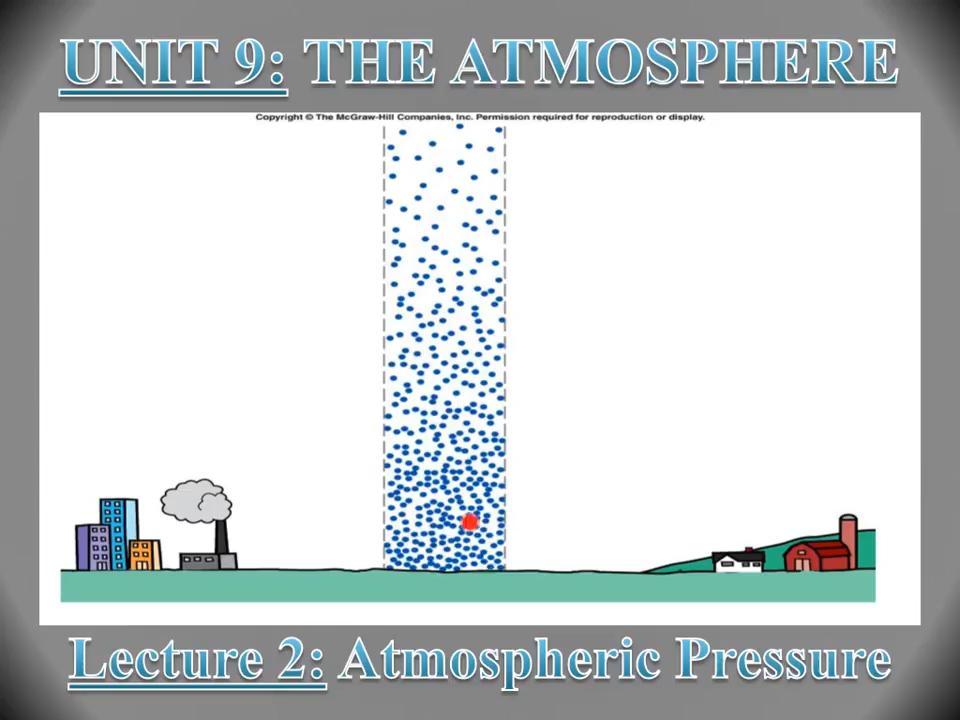 UNIT 9: THE ATMOSPHERE
Copyright © The McGraw-Hill Companies, Inc. Permission required for reproduction or display.
Lecture 2: Atmospheric Pressure